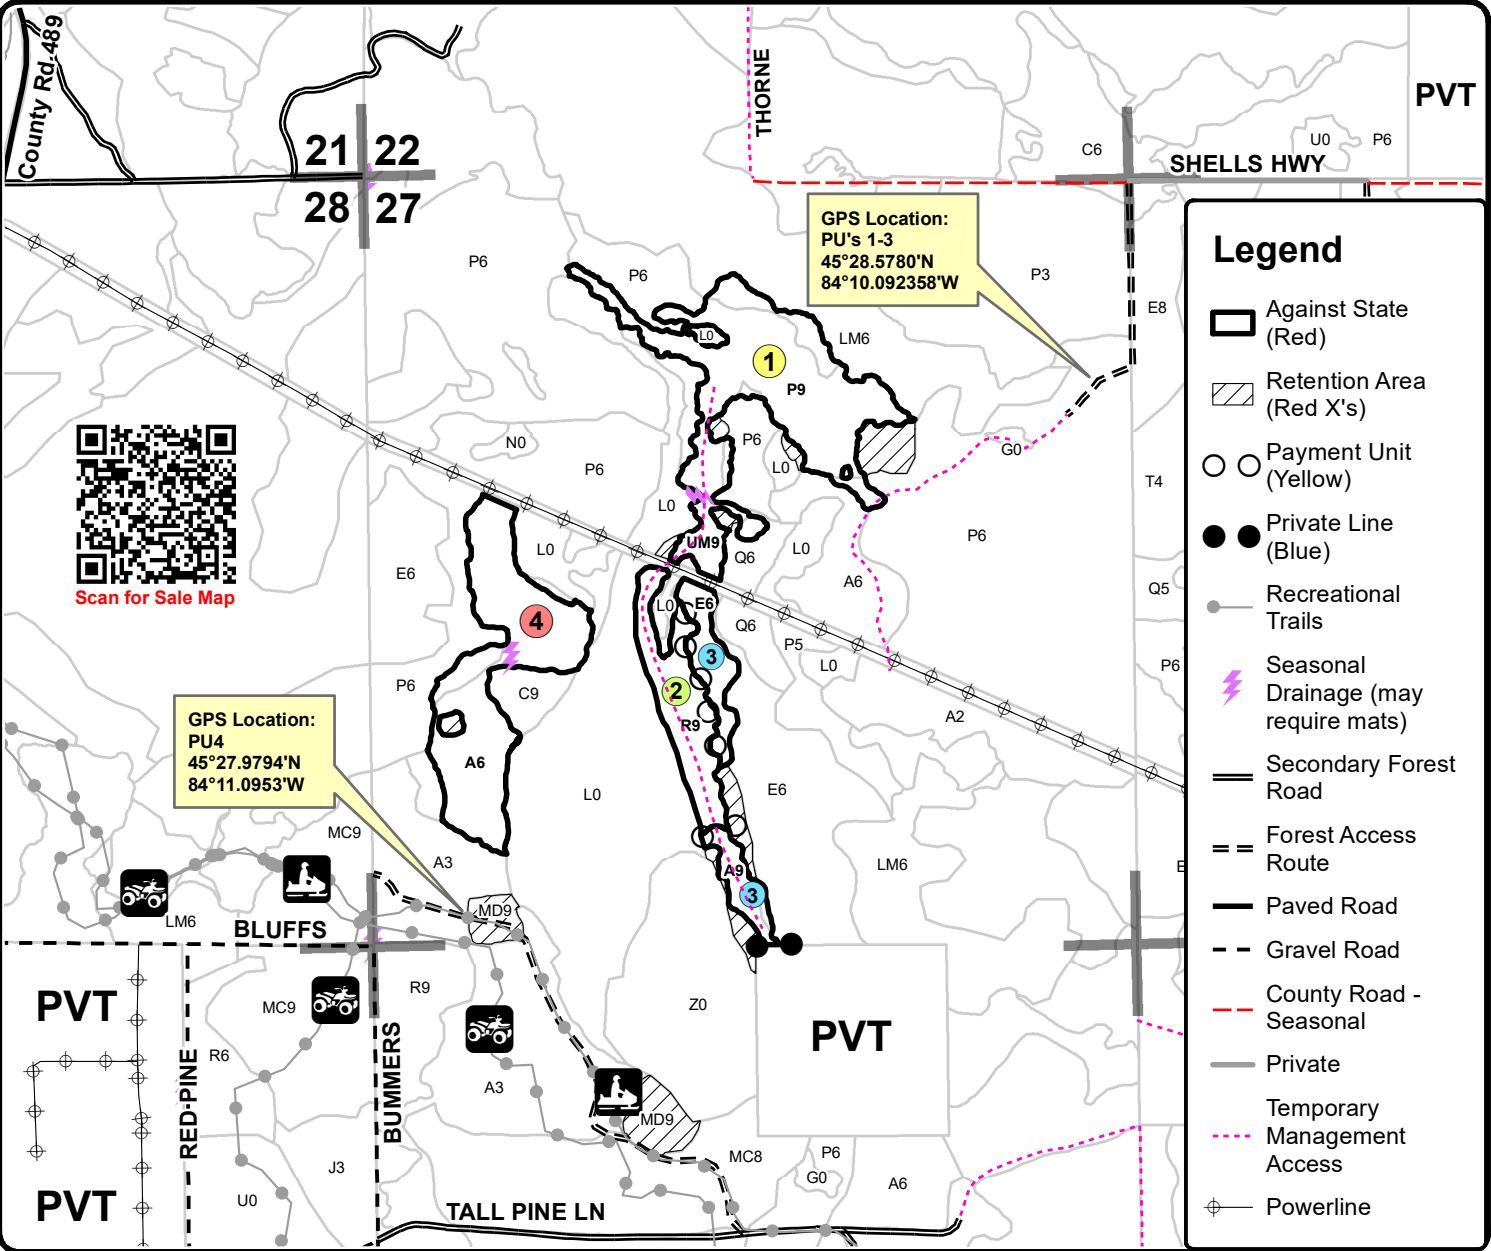 County Rd 489
THORNE
PVT
U0
P6
C6
SHELLS HWY
21 22
28 27
GPS Location:
PU's 1-3
45°28.5780'N
84°10.092358'W
P6
P6
P3
E8
L0
LM6
1
P9
N0
P6
P6
L0
G0
T4
L0
P6
UM9
Q6
L0
L0
E6
A6
Q5
Scan for Sale Map
L0
E6
Q6
4
3
P5
L0
P6
P6
C9
2
R9
A2
GPS Location:
PU4
45°27.9794'N
84°11.0953'W
A6
L0
E6
MC9
A3
A9
LM6
E
3
LM6
MD9
BLUFFS
PVT
MC9
R9
Z0
PVT
RED PINE
BUMMERS
R6
A3
MD9
J3
MC8
P6
G0
A6
PVT
U0
TALL PINE LN
Legend
Against State
(Red)
Retention Area
(Red X's)
Payment Unit
(Yellow)
Private Line
(Blue)
Recreational
Trails
Seasonal
Drainage (may
require mats)
Secondary Forest
Road
Forest Access
Route
Paved Road
Gravel Road
County Road -
Seasonal
Private
Temporary
Management
Access
Powerline